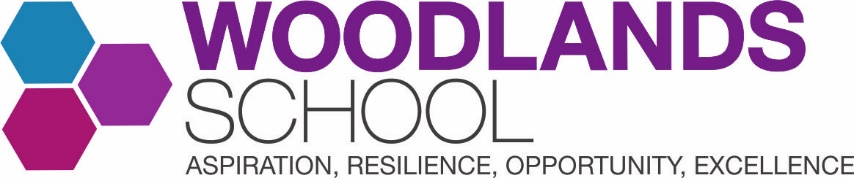 WOODLANDS
SCHOOL
ASPIRATION, RESILIENCE, OPPORTUNITY, EXCELLENCE